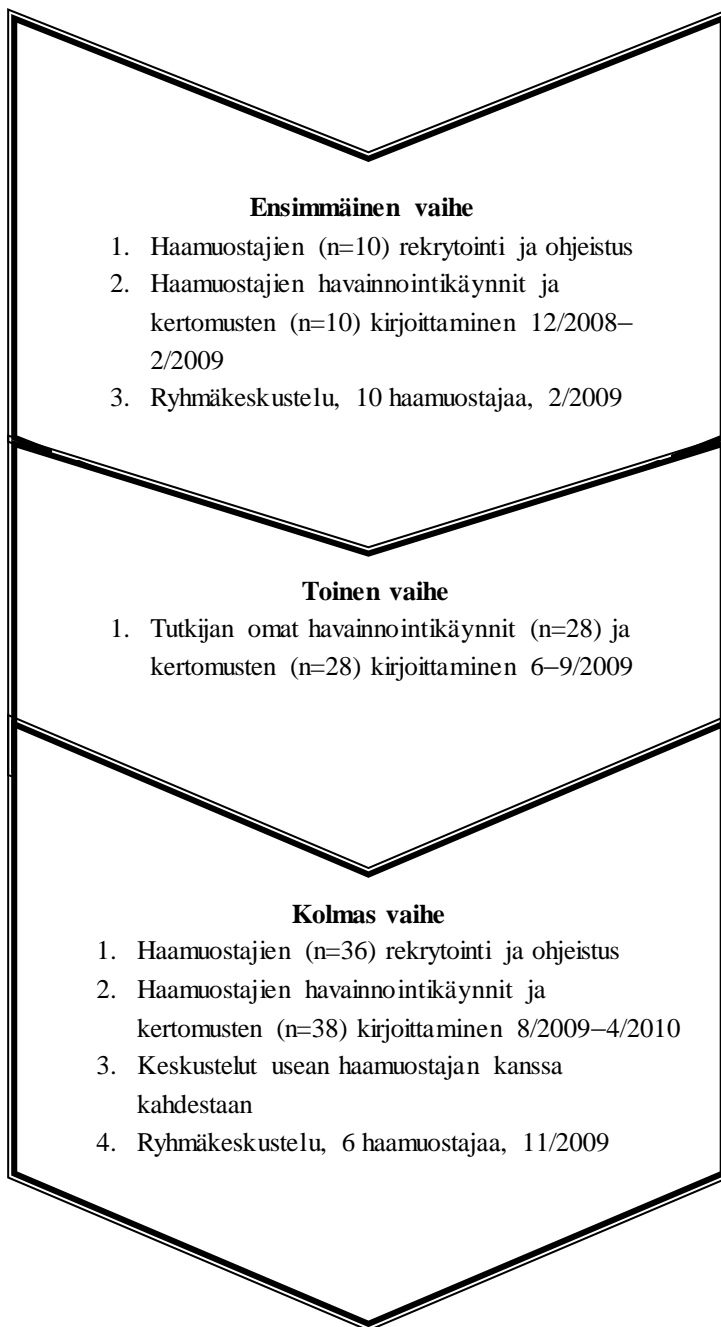 Ensimmäinen vaihe
1. Haamuostajien (n=10) rekrytointi ja ohjeistus
2. Haamuostajien havainnointikäynnit ja
kertomusten (n=10) kirjoittaminen 12/2008–
2/2009
3. Ryhmäkeskustelu, 10 haamuostajaa, 2/2009
Toinen vaihe
1. Tutkijan omat havainnointikäynnit (n=28) ja
kertomusten (n=28) kirjoittaminen 6–9/2009
Kolmas vaihe
1. Haamuostajien (n=36) rekrytointi ja ohjeistus
2. Haamuostajien havainnointikäynnit ja
kertomusten (n=38) kirjoittaminen 8/2009–4/2010
3. Keskustelut usean haamuostajan kanssa
kahdestaan
4. Ryhmäkeskustelu, 6 haamuostajaa, 11/2009